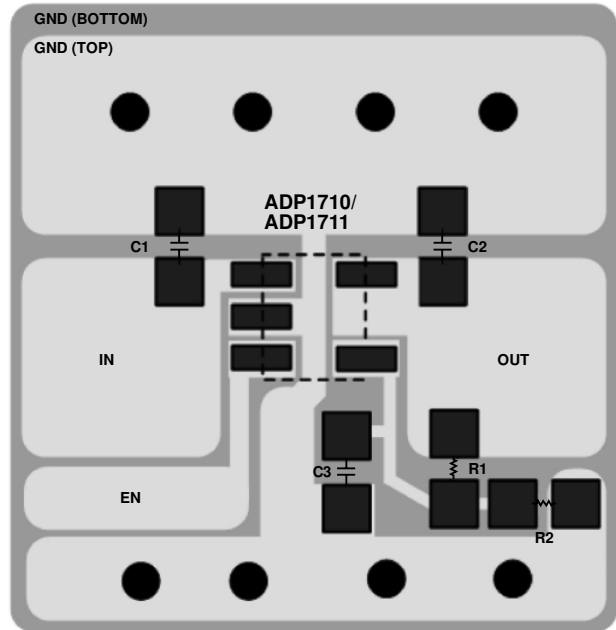 GND (BOTTOM)
GND (TOP)
ADP1710/
ADP1711
C1
C2
IN
OUT
C3
R1
EN
R2